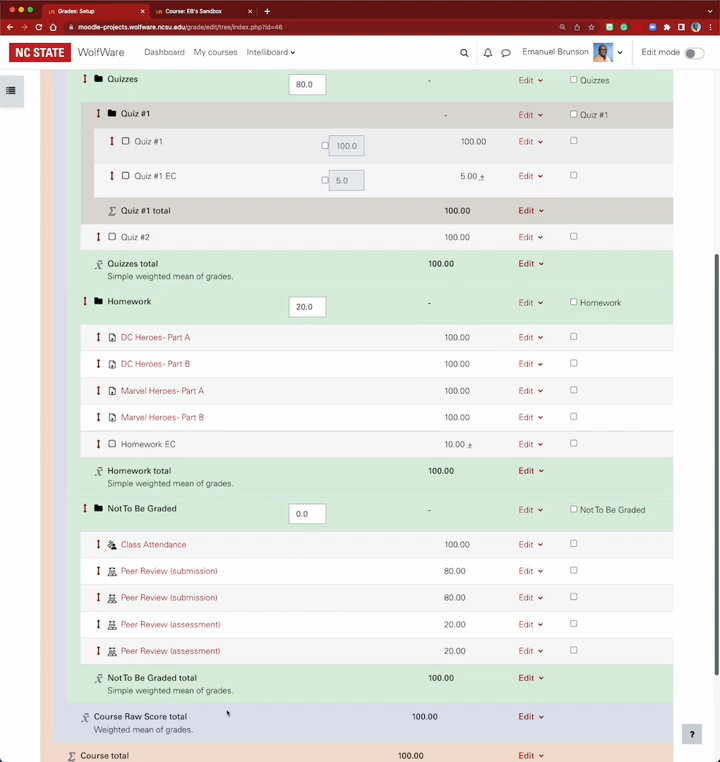 Grades: Setup
Course: EB's Sandbox
moodle-projects.wolfware.ncsu.edu/grade/edit/tree/index.php?id=46
NC STATE WolfWare Dashboard My courses Intelliboard Emanuel Brunson Edit mode
Quizzes 80.0 - Edit Quizzes
Quiz #1 - Edit Quiz #1
Quiz #1 100.0 100.00 Edit
Quiz #1 EC 5.0 5.00 ± Edit
Σ Quiz #1 total 100.00 Edit
Quiz #2 100.00 Edit
Quizzes total 100.00 Edit
Simple weighted mean of grades.
Homework 20.0 - Edit Homework
DC Heroes- Part A 100.00 Edit
DC Heroes- Part B 100.00 Edit
Marvel Heroes- Part A 100.00 Edit
Marvel Heroes- Part B 100.00 Edit
Homework EC 10.00 ± Edit
Homework total 100.00 Edit
Simple weighted mean of grades.
Not To Be Graded 0.0 - Edit Not To Be Graded
Class Attendance 100.00 Edit
Peer Review (submission) 80.00 Edit
Peer Review (submission) 80.00 Edit
Peer Review (assessment) 20.00 Edit
Peer Review (assessment) 20.00 Edit
Not To Be Graded total 100.00 Edit
Simple weighted mean of grades.
Course Raw Score total 100.00 Edit
Weighted mean of grades.
?
Σ Course total 100.00 Edit